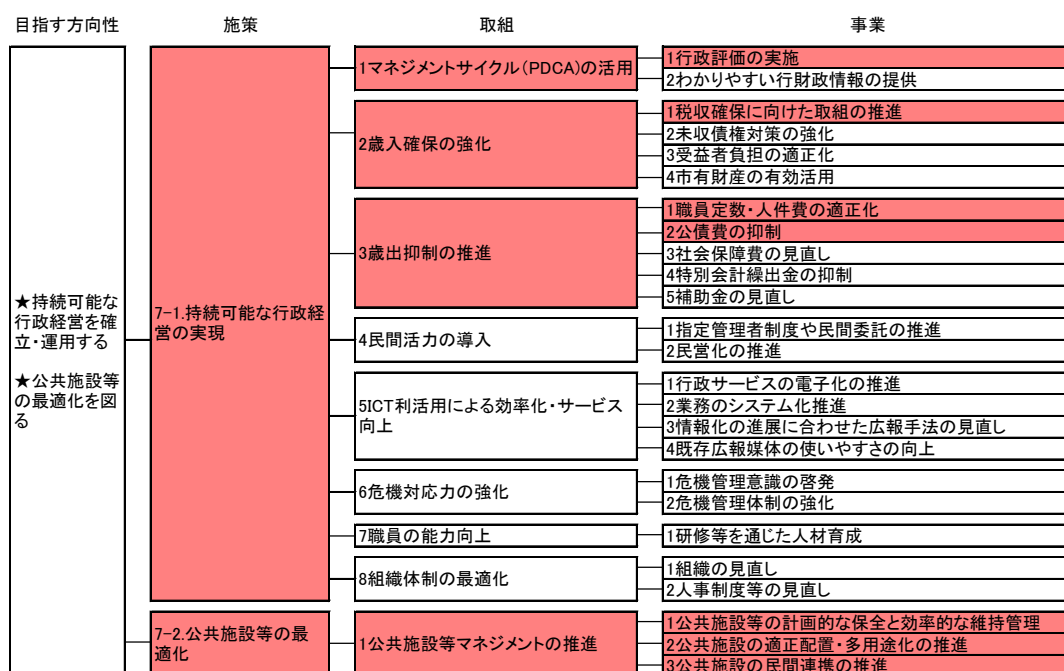 目指す方向性
施策
取組
事業
★持続可能な
行政経営を確
立・運用する
★公共施設等
の最適化を図
る
7-1.持続可能な行政経
営の実現
1マネジメントサイクル(PDCA)の活用
1行政評価の実施
2わかりやすい行財政情報の提供
2歳入確保の強化
1税収確保に向けた取組の推進
2未収債権対策の強化
3受益者負担の適正化
4市有財産の有効活用
3歳出抑制の推進
1職員定数・人件費の適正化
2公債費の抑制
3社会保障費の見直し
4特別会計繰出金の抑制
5補助金の見直し
4民間活力の導入
1指定管理者制度や民間委託の推進
2民営化の推進
5ICT利活用による効率化・サービス
向上
1行政サービスの電子化の推進
2業務のシステム化推進
3情報化の進展に合わせた広報手法の見直し
4既存広報媒体の使いやすさの向上
6危機対応力の強化
1危機管理意識の啓発
2危機管理体制の強化
7職員の能力向上
1研修等を通じた人材育成
8組織体制の最適化
1組織の見直し
2人事制度等の見直し
7-2.公共施設等の最
適化
1公共施設等マネジメントの推進
1公共施設等の計画的な保全と効率的な維持管理
2公共施設の適正配置・多用途化の推進
3公共施設の民間連携の推進